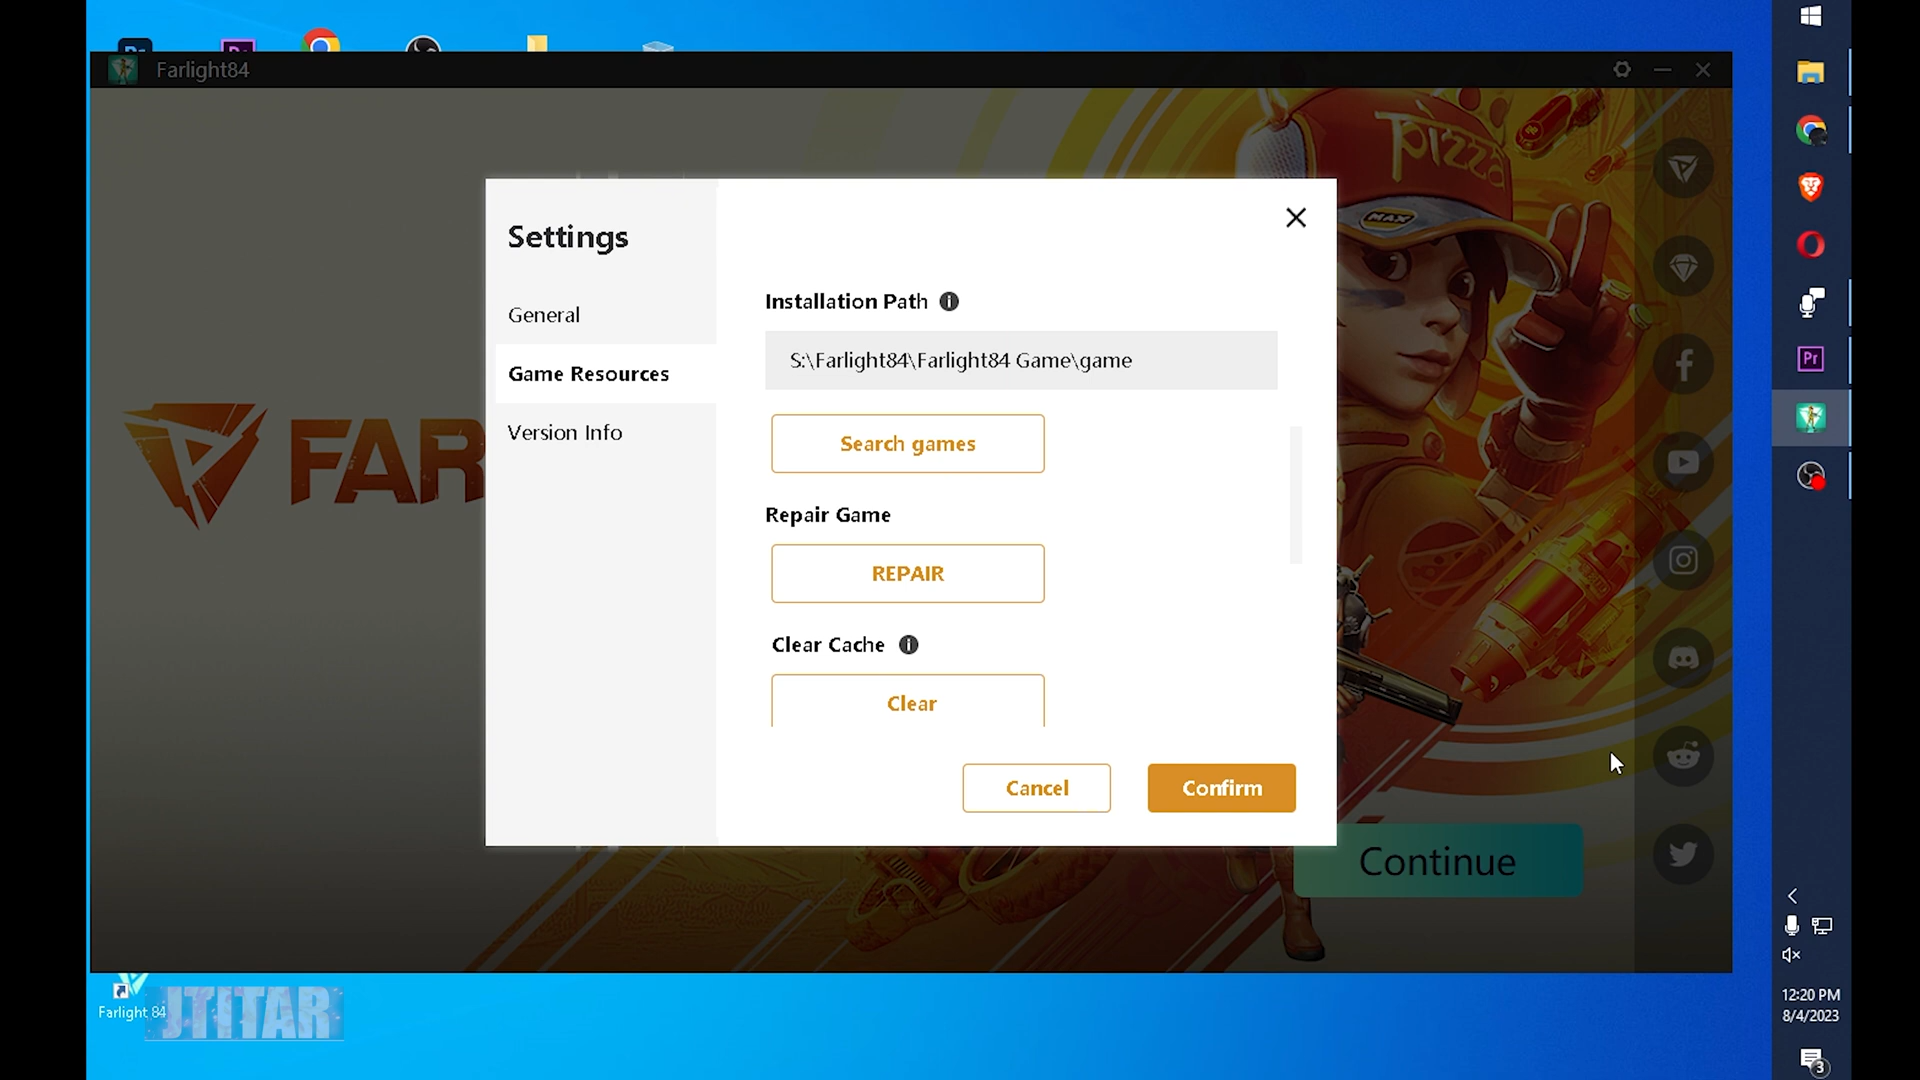 Farlight84
pizza
MAX
Settings
General
Game Resources
Version Info
Installation Path
S:\Farlight84\Farlight84 Game\game
Search games
Repair Game
REPAIR
Clear Cache
Clear
Cancel
Confirm
FAR
Continue
Pr
Farlight 84
JTITAR
12:20 PM
8/4/2023
3